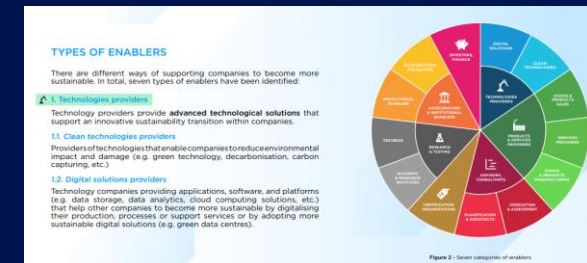 TYPES OF ENABLERS
There are different ways of supporting companies to become more
sustainable. In total, seven types of enablers have been identified:
1. Technologies providers
Technology providers provide advanced technological solutions that
support an innovative sustainability transition within companies.
1.1. Clean technologies providers
Providers of technologies that enable companies to reduce environmental
impact and damage (e.g. green technology, decarbonisation, carbon
capturing, etc.)
1.2. Digital solutions providers
Technology companies providing applications, software, and platforms
(e.g. data storage, data analytics, cloud computing solutions, etc.)
that help other companies to become more sustainable by digitalising
their production, processes or support services or by adopting more
sustainable digital solutions (e.g. green data centres).
INVESTORS,
FINANCE
DIGITAL
SOLUTIONS
CLEAN
TECHNOLOGIES
GOODS &
PRODUCTS
SALES
SERVICES
PROVIDERS
GOODS
& PRODUCTS
MANUFACTURING
CONSULTING
& ASSESSMENT
PLANIFICATION
& ARCHITECTS
CERTIFICATION
ORGANIZATIONS
ACADEMIC
& RESEARCH
INSTITUTES
TESTBEDS
INSTITUTIONAL
ENABLERS
TECHNOLOGIES
PROVIDERS
PRODUCTS
& SERVICES
PROVIDERS
ADVISORS,
CONSULTANTS
RESEARCH
& TESTING
ACCELERATORS
& INSTITUTIONAL
ENABLERS
Figure 2 - Seven categories of enablers